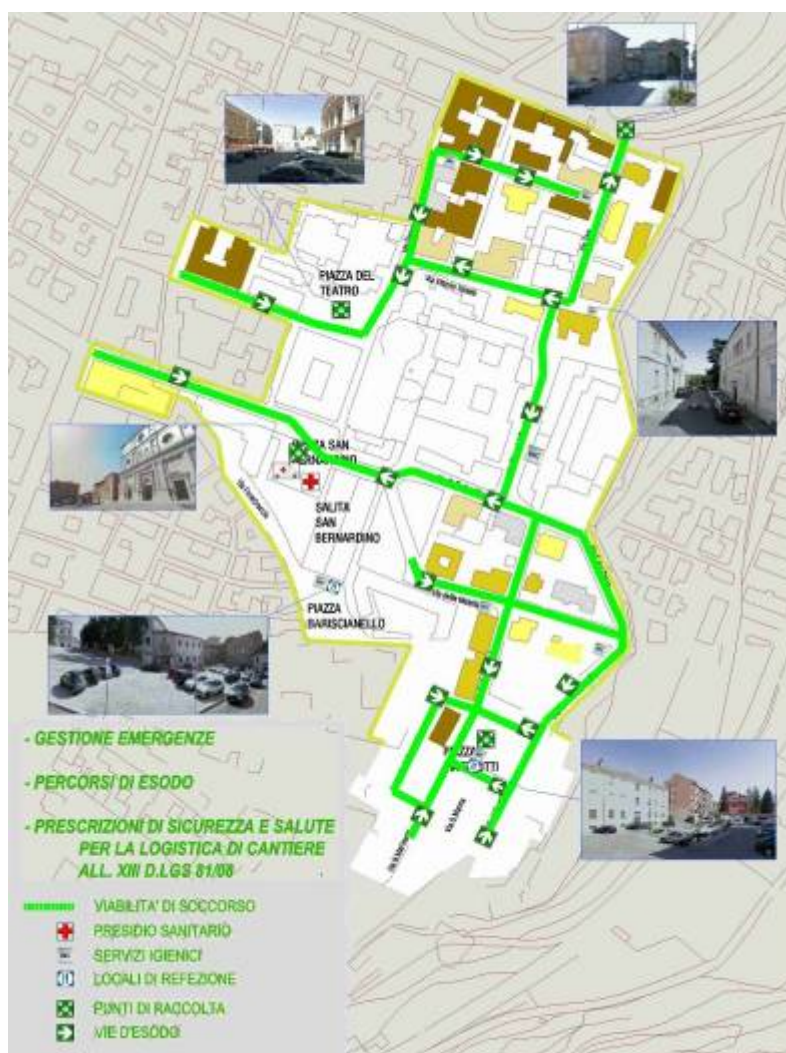 PIAZZA DEL
TEATRO
SALITA
SAN
BERNARDINO
PIAZZA
BARISCIANELLO
- GESTIONE EMERGENZE
- PERCORSI DI ESODO
- PRESCRIZIONI DI SICUREZZA E SALUTE
PER LA LOGISTICA DI CANTIERE
ALL. XIII D.LGS 81/08
VIABILITA' DI SOCCORSO
PRESIDIO SANITARIO
SERVIZI IGIENICI
LOCALI DI REFEZIONE
PUNTI DI RACCOLTA
VIE D'ESODO